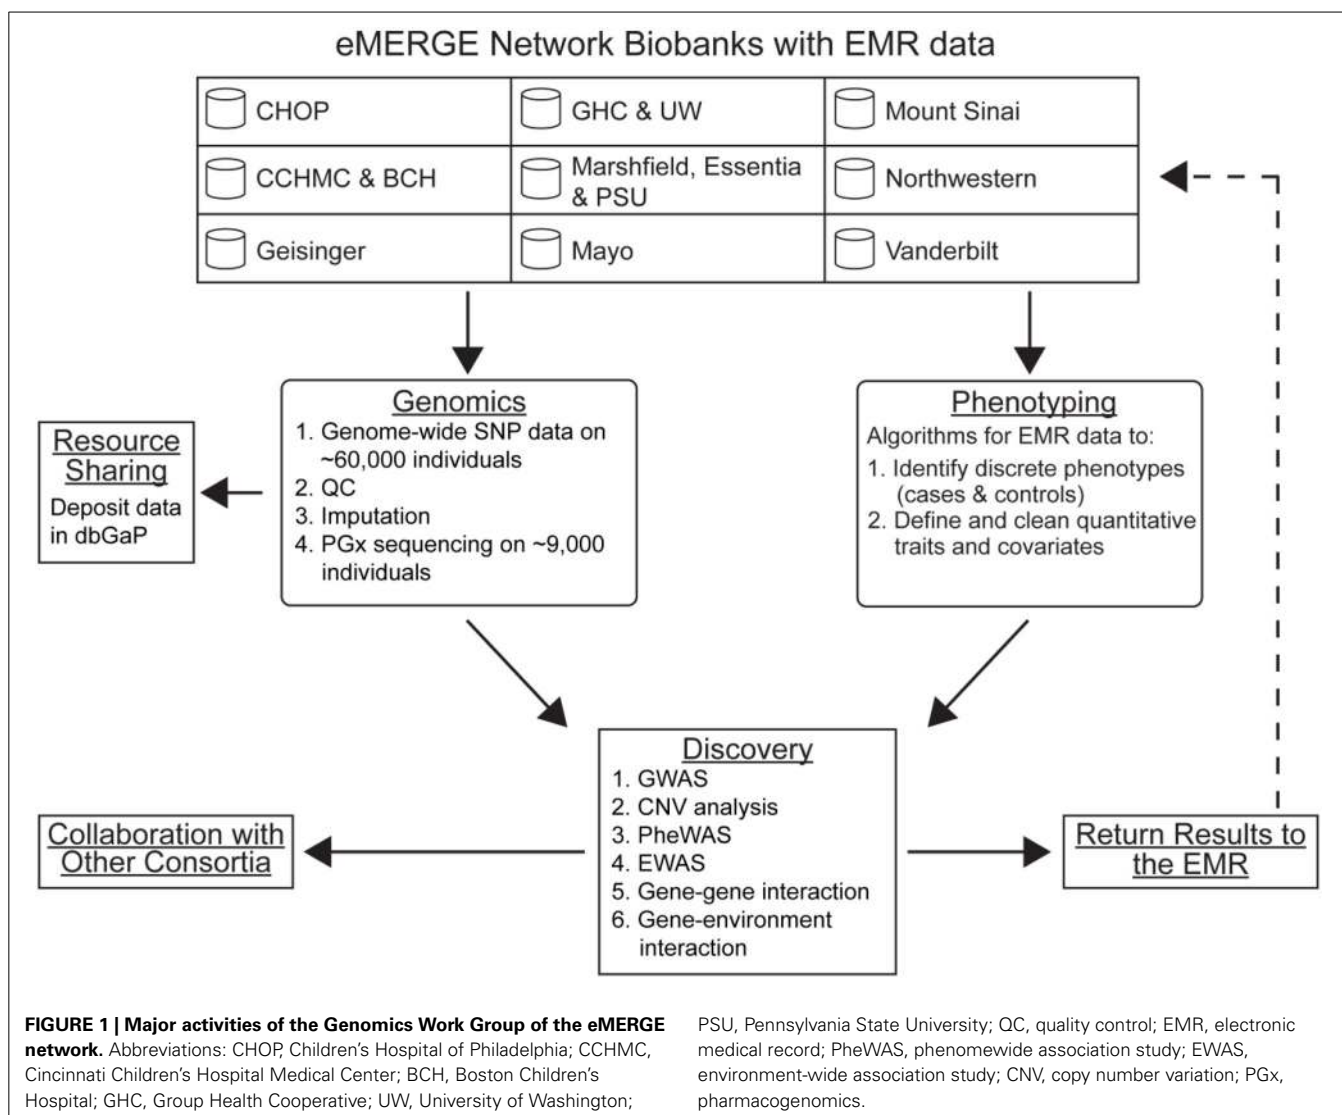 eMERGE Network Biobanks with EMR data
CHOP
GHC & UW
Mount Sinai
CCHMC & BCH
Marshfield, Essentia
& PSU
Northwestern
Geisinger
Mayo
Vanderbilt
Genomics
1. Genome-wide SNP data on
~60,000 individuals
2. QC
3. Imputation
4. PGx sequencing on ~9,000
individuals
Phenotyping
Algorithms for EMR data to:
1. Identify discrete phenotypes
(cases & controls)
2. Define and clean quantitative
traits and covariates
Resource
Sharing
Deposit data
in dbGaP
Discovery
1. GWAS
2. CNV analysis
3. PheWAS
4. EWAS
5. Gene-gene interaction
6. Gene-environment
interaction
Collaboration with
Other Consortia
Return Results to
the EMR
FIGURE 1 | Major activities of the Genomics Work Group of the eMERGE
network. Abbreviations: CHOP, Children's Hospital of Philadelphia; CCHMC,
Cincinnati Children's Hospital Medical Center; BCH, Boston Children's
Hospital; GHC, Group Health Cooperative; UW, University of Washington;
PSU, Pennsylvania State University; QC, quality control; EMR, electronic
medical record; PheWAS, phenomewide association study; EWAS,
environment-wide association study; CNV, copy number variation; PGx,
pharmacogenomics.